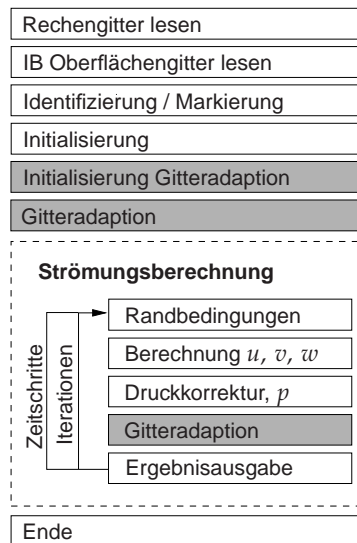 Rechengitter lesen
IB Oberflächengitter lesen
Identifizierung / Markierung
Initialisierung
Initialisierung Gitteradaption
Gitteradaption
Strömungsberechnung
Zeitschritte
Iterationen
Randbedingungen
Berechnung u, v, w
Druckkorrektur, p
Gitteradaption
Ergebnisausgabe
Ende